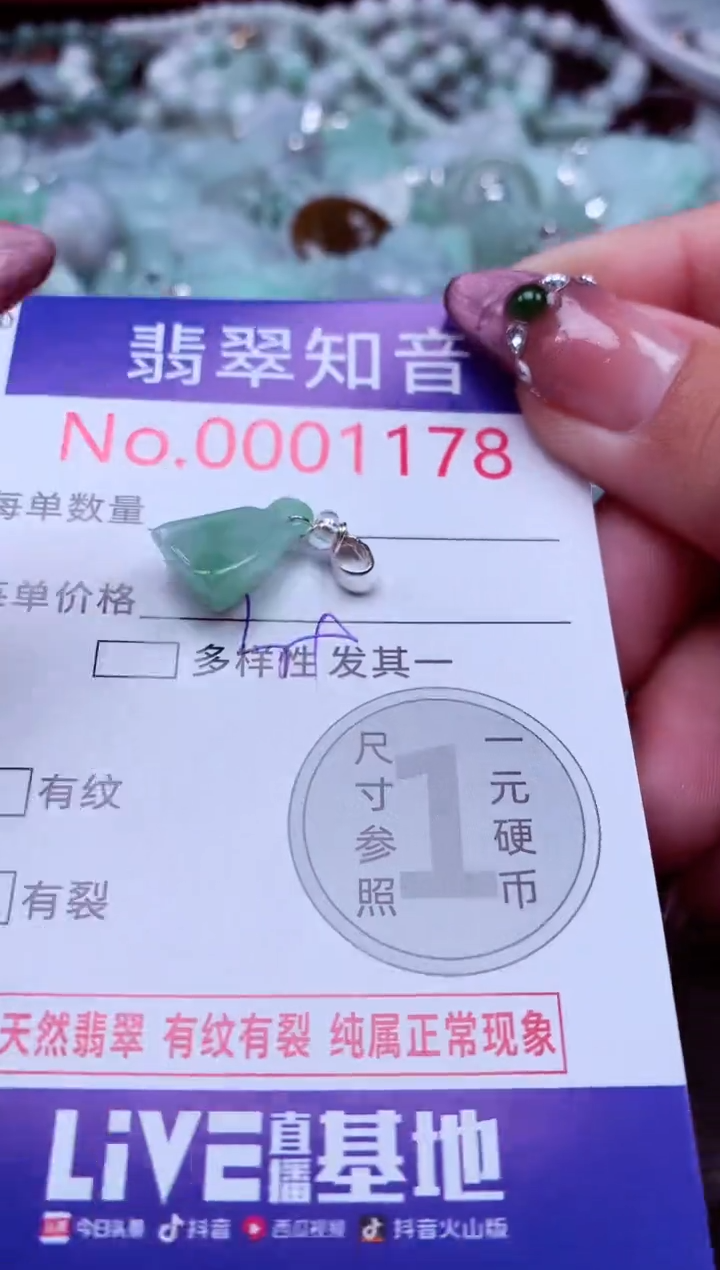 翡翠知音
No.0001178
每单数量
每单价格
多样性 发其一
有纹
有裂
尺寸参照
一元硬币
1
天然翡翠 有纹有裂 纯属正常现象
LiVE直播基地
今日头条 抖音 西瓜视频 抖音火山版